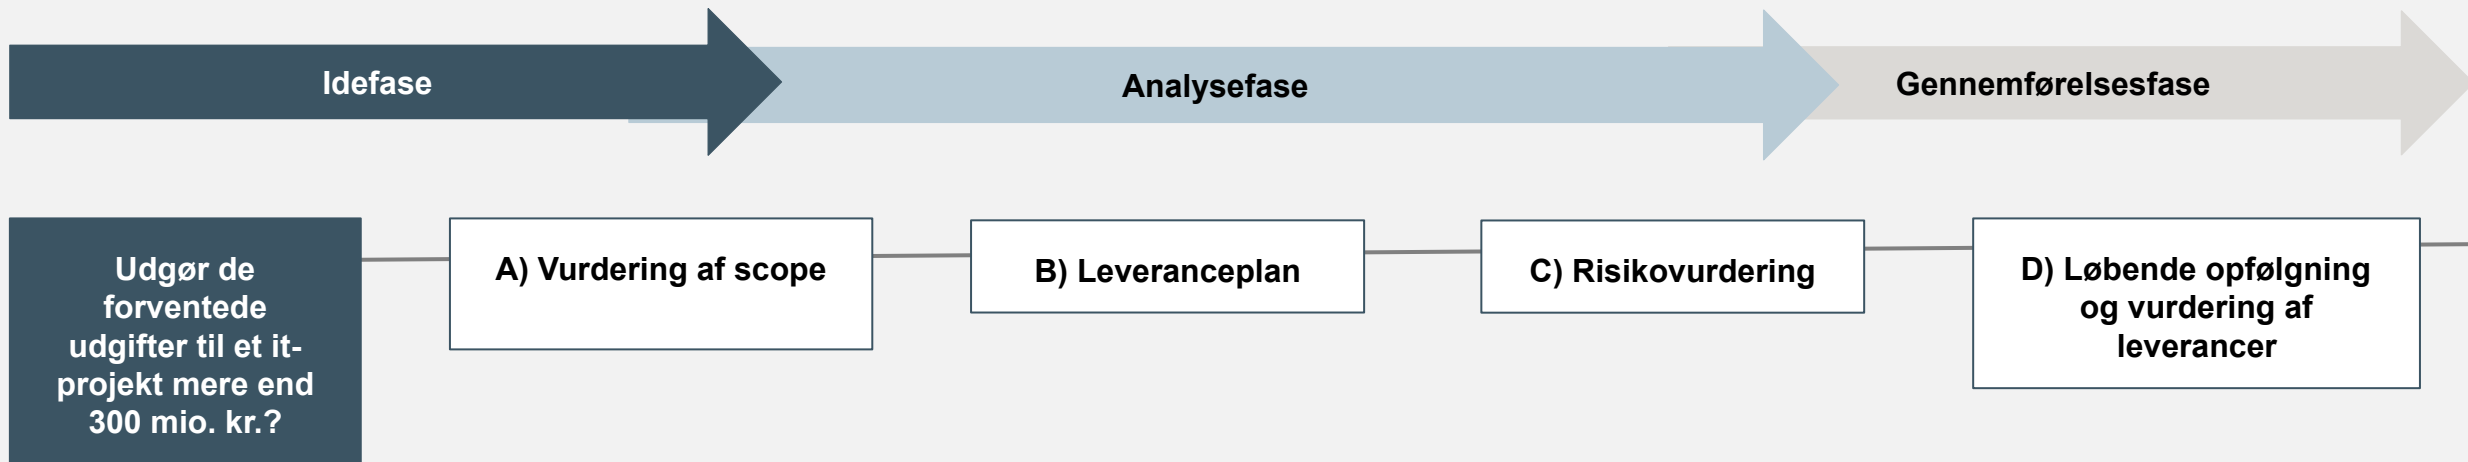 Idefase
Analysefase
Gennemførelsesfase
Udgør de
forventede
udgifter til et it-
projekt mere end
300 mio. kr.?
A) Vurdering af scope
B) Leveranceplan
C) Risikovurdering
D) Løbende opfølgning
og vurdering af
leverancer